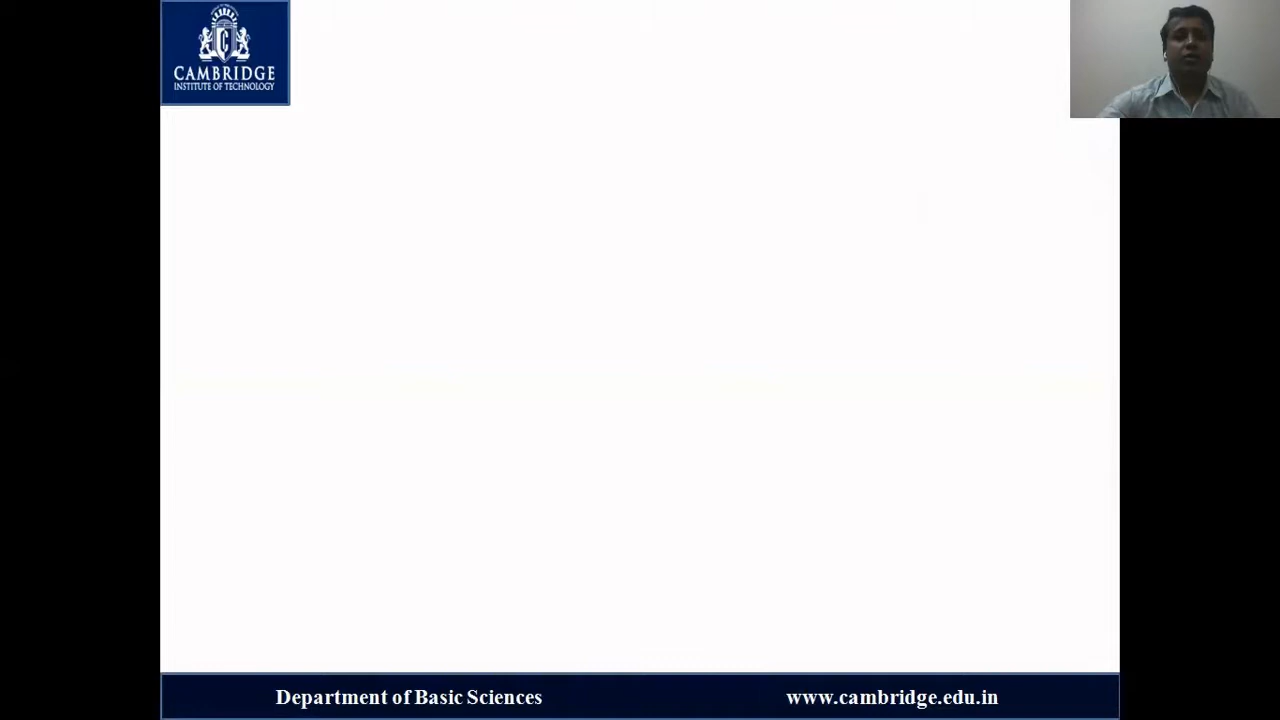 CAMBRIDGE
INSTITUTE OF TECHNOLOGY
Department of Basic Sciences
www.cambridge.edu.in